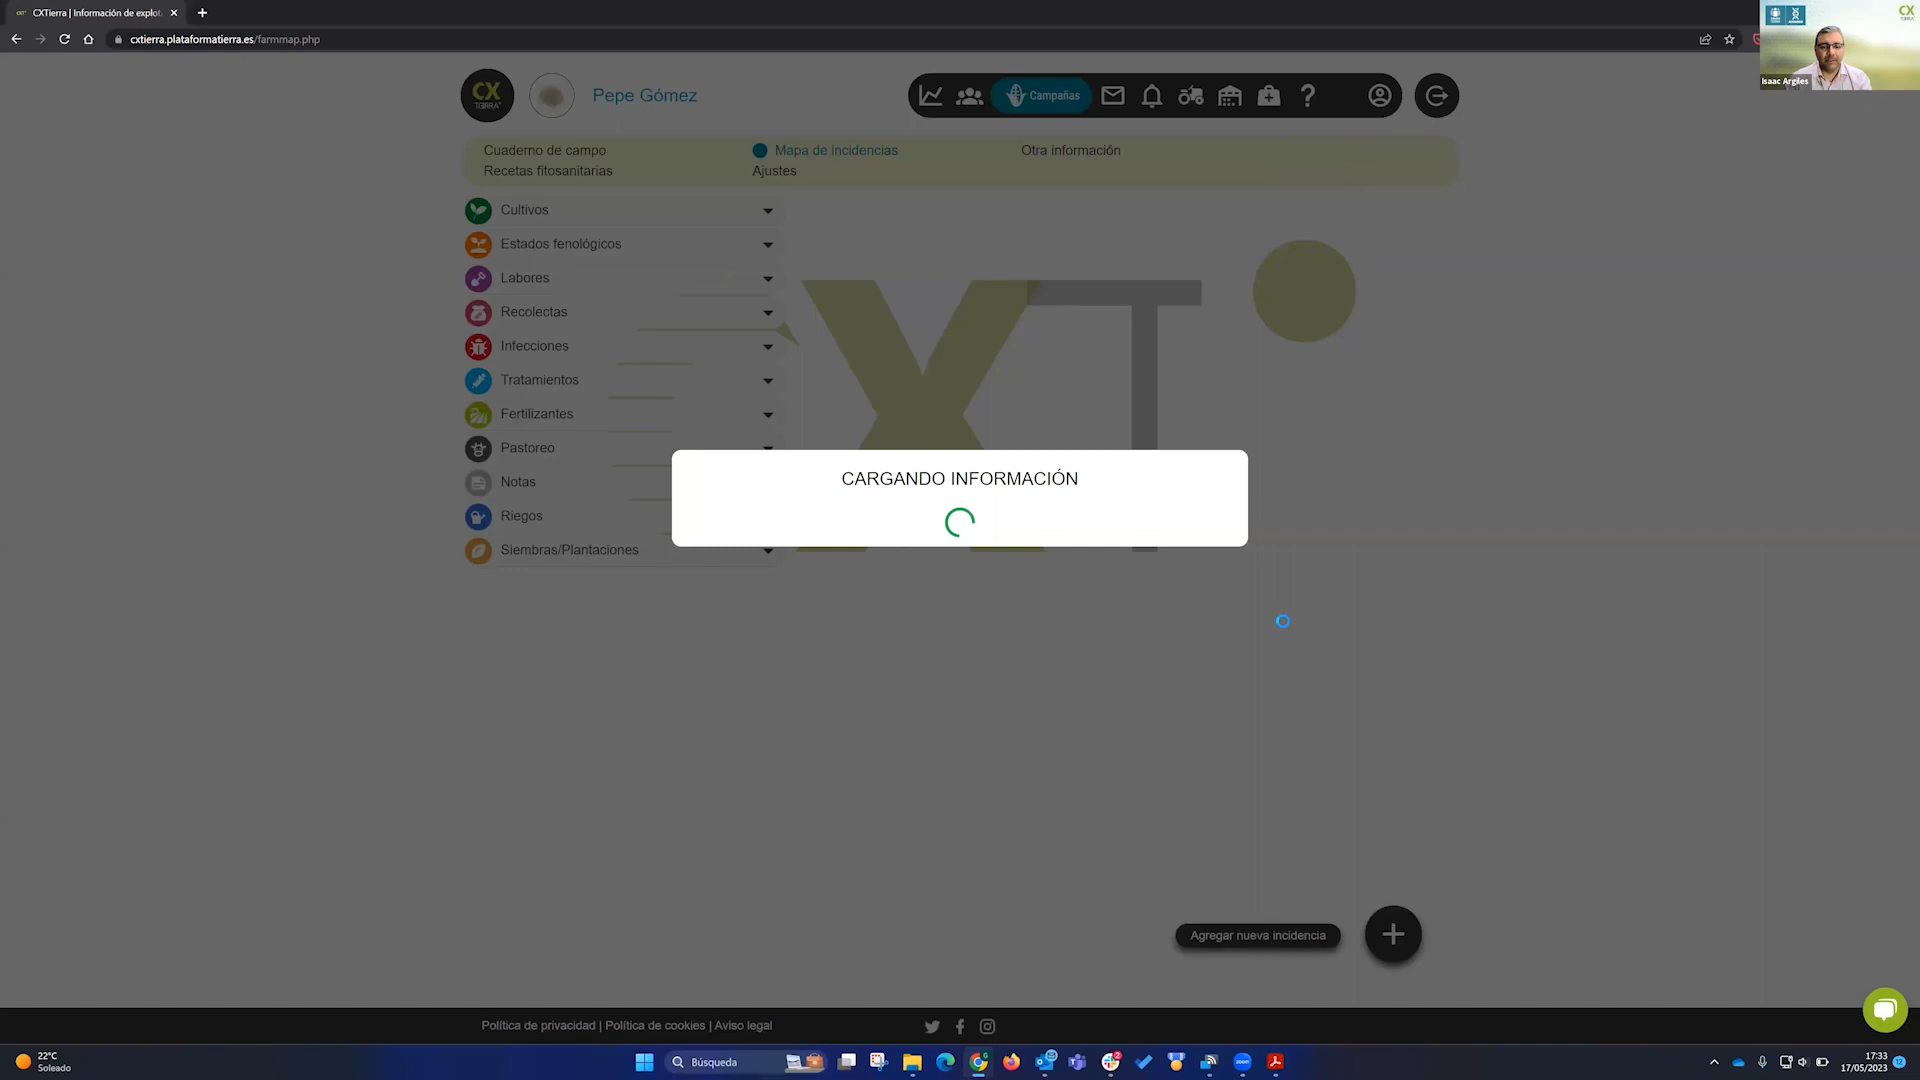 CXTierra | Información de explot
cxtierra.plataformatierra.es/farmmap.php
CX
TIERRA
Isaac Argiles
CX
TIERRA
Pepe Gómez
Campañas
Cuaderno de campo
Mapa de incidencias
Otra información
Recetas fitosanitarias
Ajustes
Cultivos
Estados fenológicos
Labores
Recolectas
Infecciones
Tratamientos
Fertilizantes
Pastoreo
Notas
Riegos
Siembras/Plantaciones
XT
CARGANDO INFORMACIÓN
Agregar nueva incidencia
Política de privacidad | Política de cookies | Aviso legal
22°C
Soleado
Búsqueda
17:33
17/05/2023